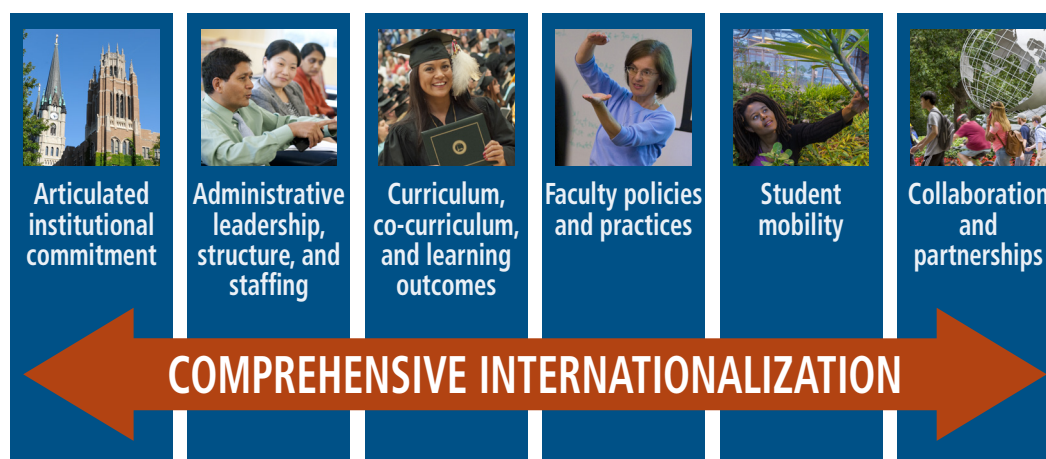 Articulated
institutional
commitment
Administrative
leadership,
structure, and
staffing
Curriculum,
co-curriculum,
and learning
outcomes
Faculty policies
and practices
Student
mobility
Collaboration
and
partnerships
COMPREHENSIVE INTERNATIONALIZATION